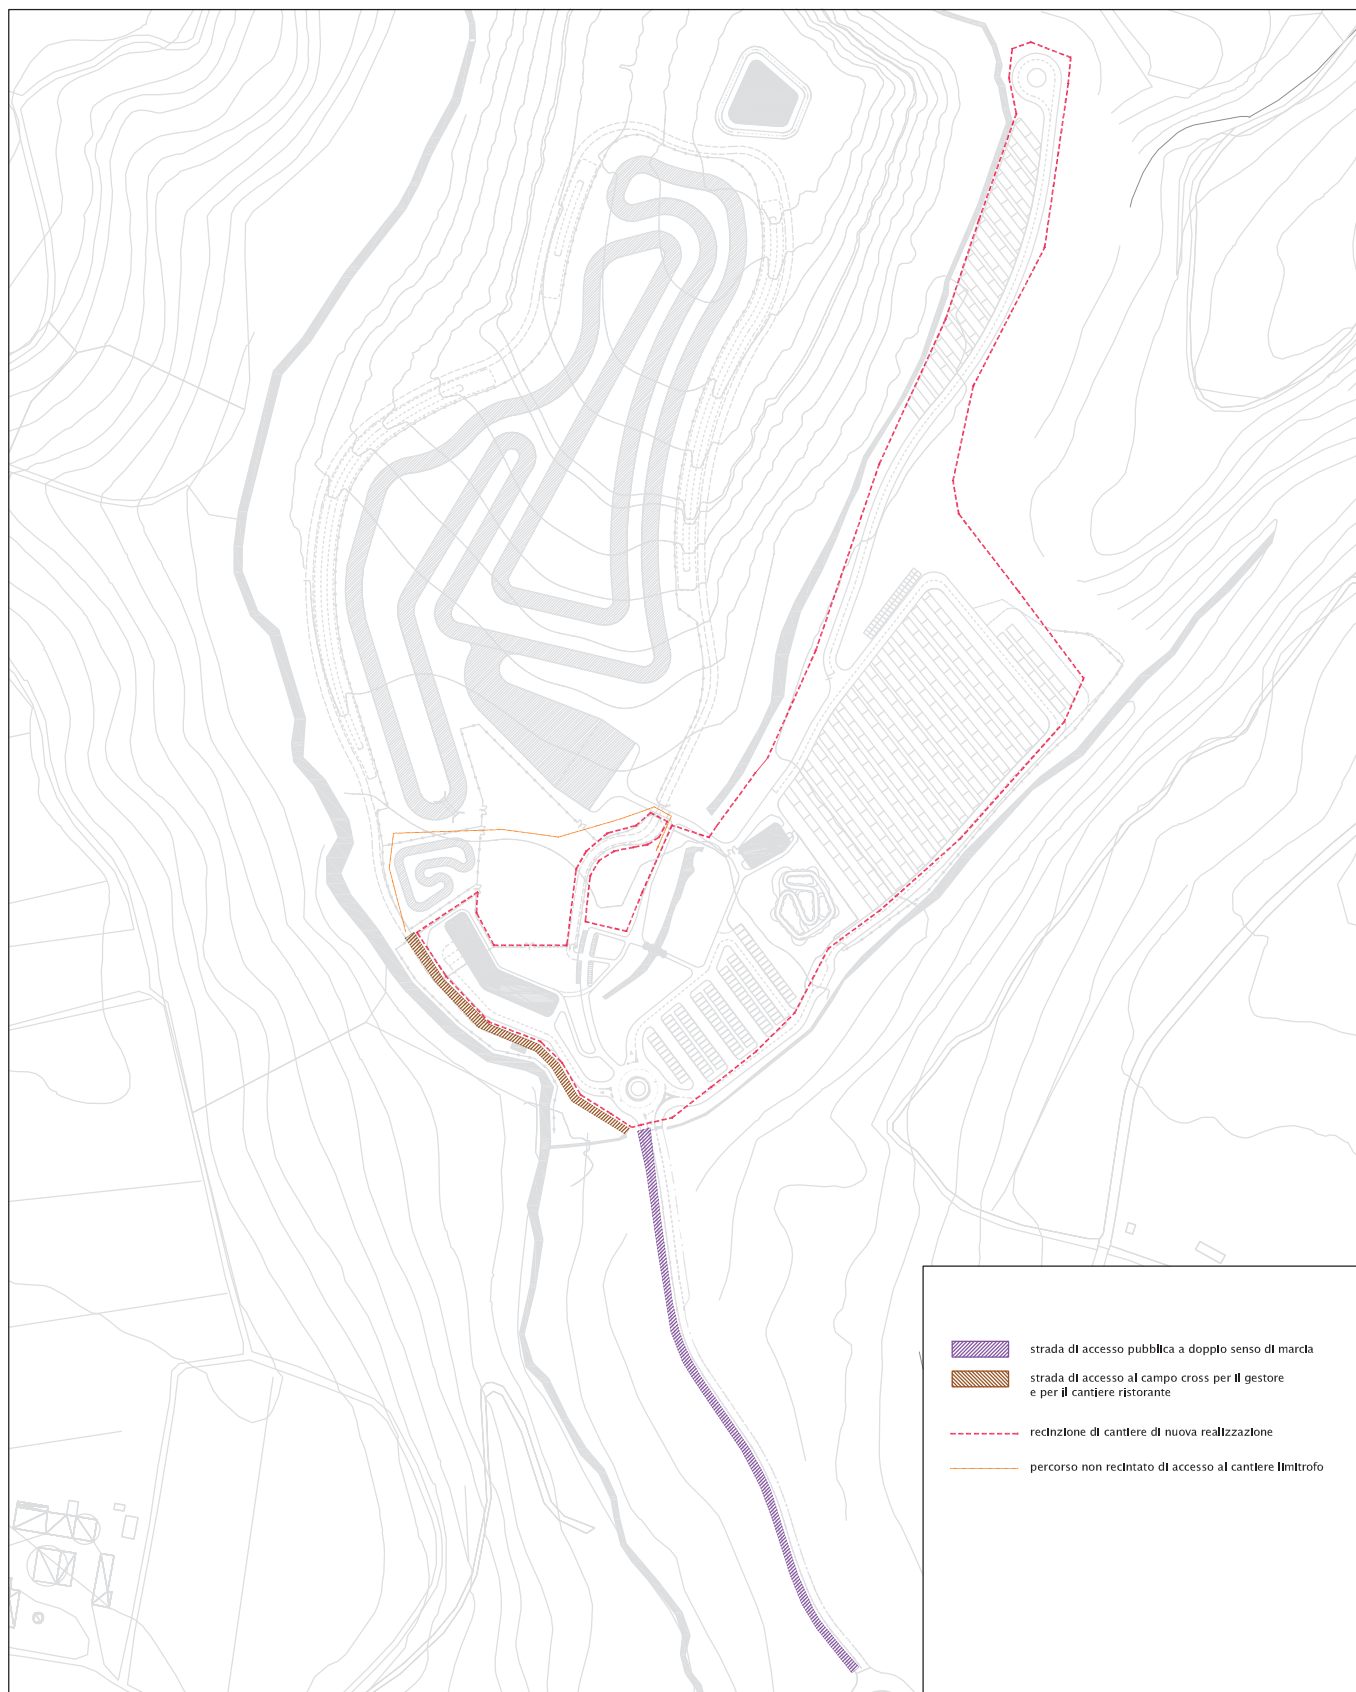 strada di accesso pubblica a doppio senso di marcia
strada di accesso al campo cross per il gestore
e per il cantiere ristorante
recinzione di cantiere di nuova realizzazione
percorso non recintato di accesso al cantiere limitrofo